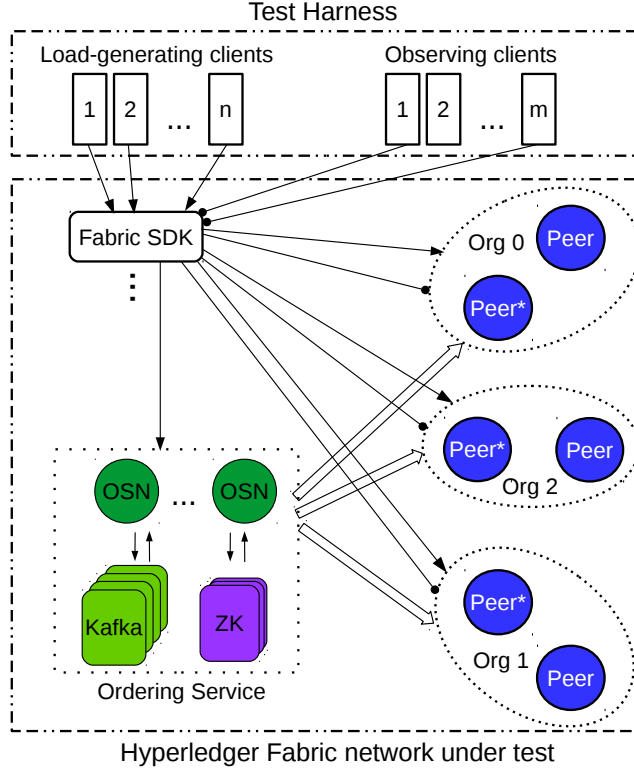 Test Harness
Load-generating clients
Observing clients
1 2 ... n
1 2 ... m
Fabric SDK
...
Org 0
Peer
Peer*
Peer*
Peer
Org 2
OSN ... OSN
Kafka
ZK
Ordering Service
Peer*
Org 1
Peer
Hyperledger Fabric network under test